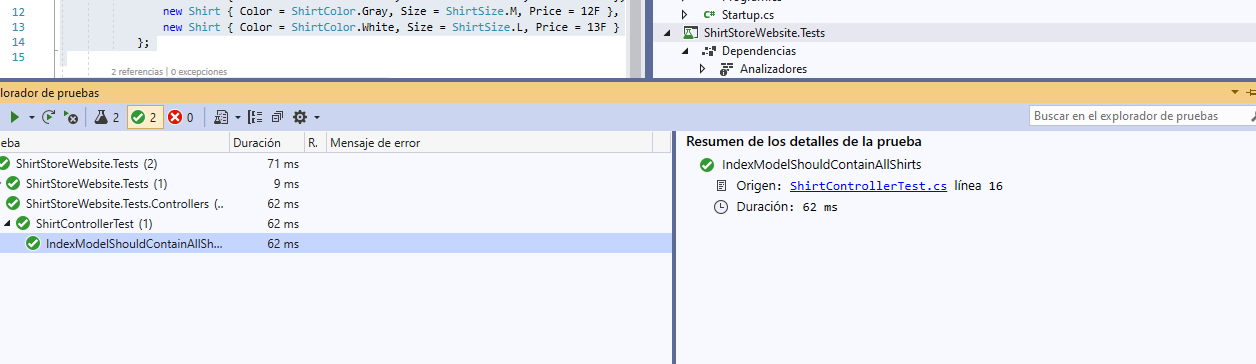 12 new Shirt { Color = ShirtColor.Gray, Size = ShirtSize.M, Price = 12F },
13 new Shirt { Color = ShirtColor.White, Size = ShirtSize.L, Price = 13F }
14 };
15
2 referencias | 0 excepciones
C# Startup.cs
ShirtStoreWebsite.Tests
Dependencias
Analizadores
lorador de pruebas
2 2 0
Buscar en el explorador de pruebas
eba Duración R. Mensaje de error
ShirtStoreWebsite.Tests (2) 71 ms
ShirtStoreWebsite.Tests (1) 9 ms
ShirtStoreWebsite.Tests.Controllers (.. 62 ms
ShirtControllerTest (1) 62 ms
IndexModelShouldContainAllSh... 62 ms
Resumen de los detalles de la prueba
IndexModelShouldContainAllShirts
Origen: ShirtControllerTest.cs línea 16
Duración: 62 ms